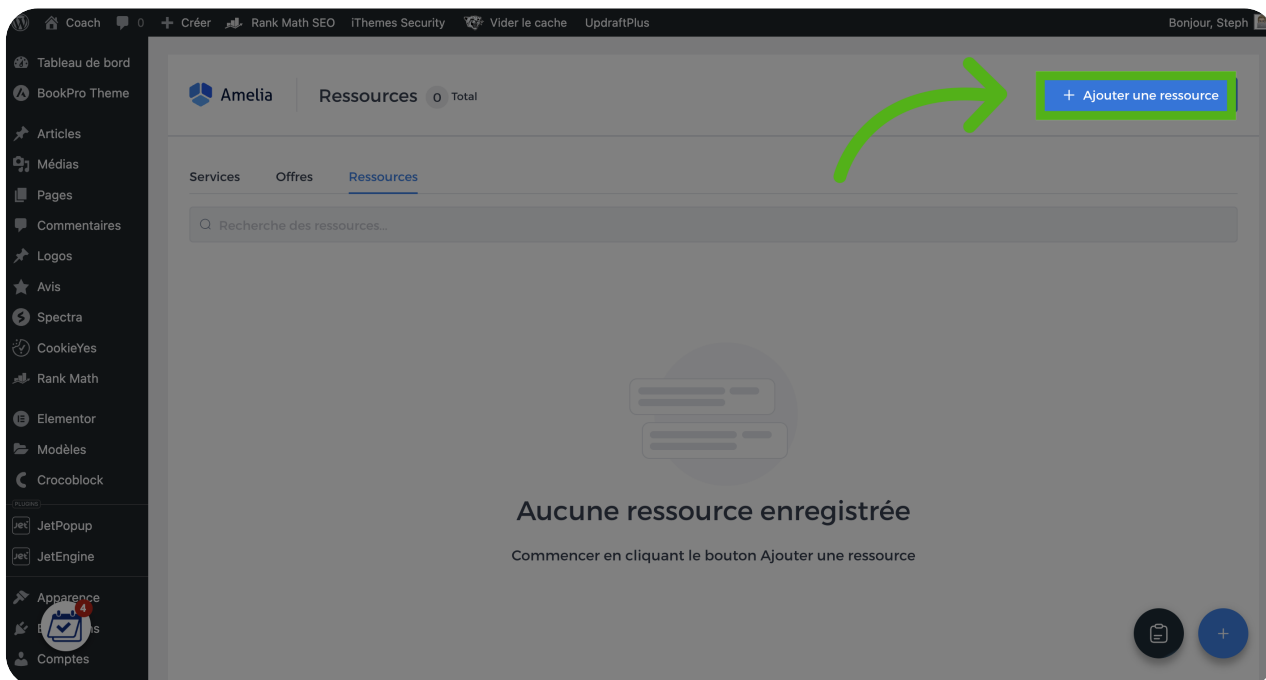 Coach 0 + Créer Rank Math SEO iThemes Security Vider le cache UpdraftPlus Bonjour, Steph
Tableau de bord
BookPro Theme
Articles
Médias
Pages
Commentaires
Logos
Avis
Spectra
CookieYes
Rank Math
Elementor
Modèles
Crocoblock
PLUGINS
Jet JetPopup
Jet JetEngine
Apparence
4
Comptes
Amelia Ressources 0 Total
+ Ajouter une ressource
Services Offres Ressources
Recherche des ressources...
Aucune ressource enregistrée
Commencer en cliquant le bouton Ajouter une ressource
+